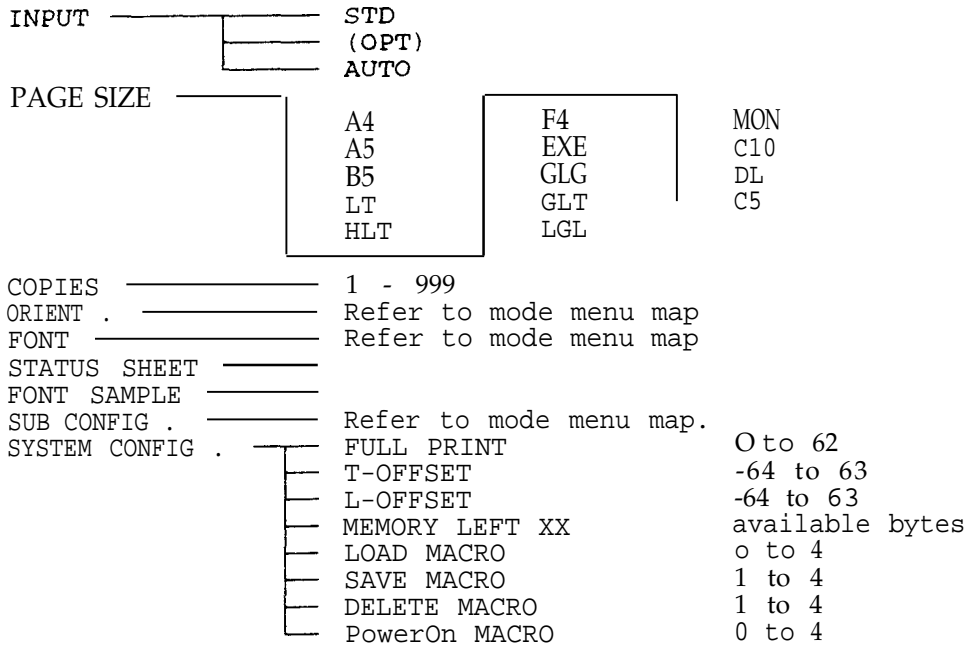 INPUT STD
(OPT)
AUTO
PAGE SIZE
A4 F4 MON
A5 EXE C10
B5 GLG DL
LT GLT C5
HLT LGL
COPIES 1 - 999
ORIENT . Refer to mode menu map
FONT Refer to mode menu map
STATUS SHEET
FONT SAMPLE
SUB CONFIG . Refer to mode menu map.
SYSTEM CONFIG . FULL PRINT O to 62
T-OFFSET -64 to 63
L-OFFSET -64 to 63
MEMORY LEFT XX available bytes
LOAD MACRO o to 4
SAVE MACRO 1 to 4
DELETE MACRO 1 to 4
PowerOn MACRO 0 to 4